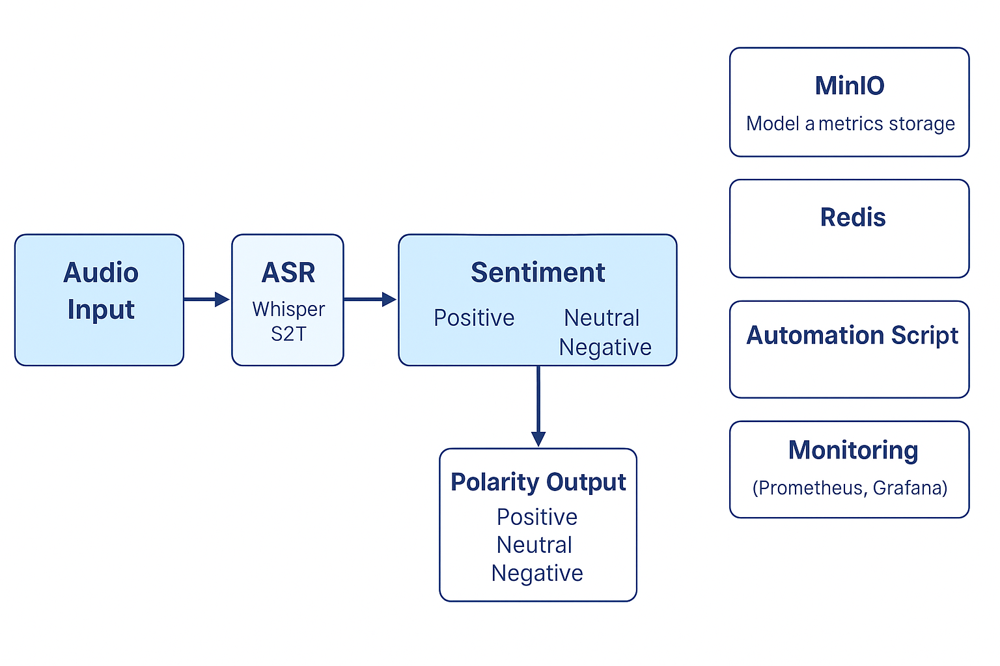 Audio
Input
ASR
Whisper
S2T
Sentiment
Positive
Neutral
Negative
Polarity Output
Positive
Neutral
Negative
MinIO
Model a metrics storage
Redis
Automation Script
Monitoring
(Prometheus, Grafana)